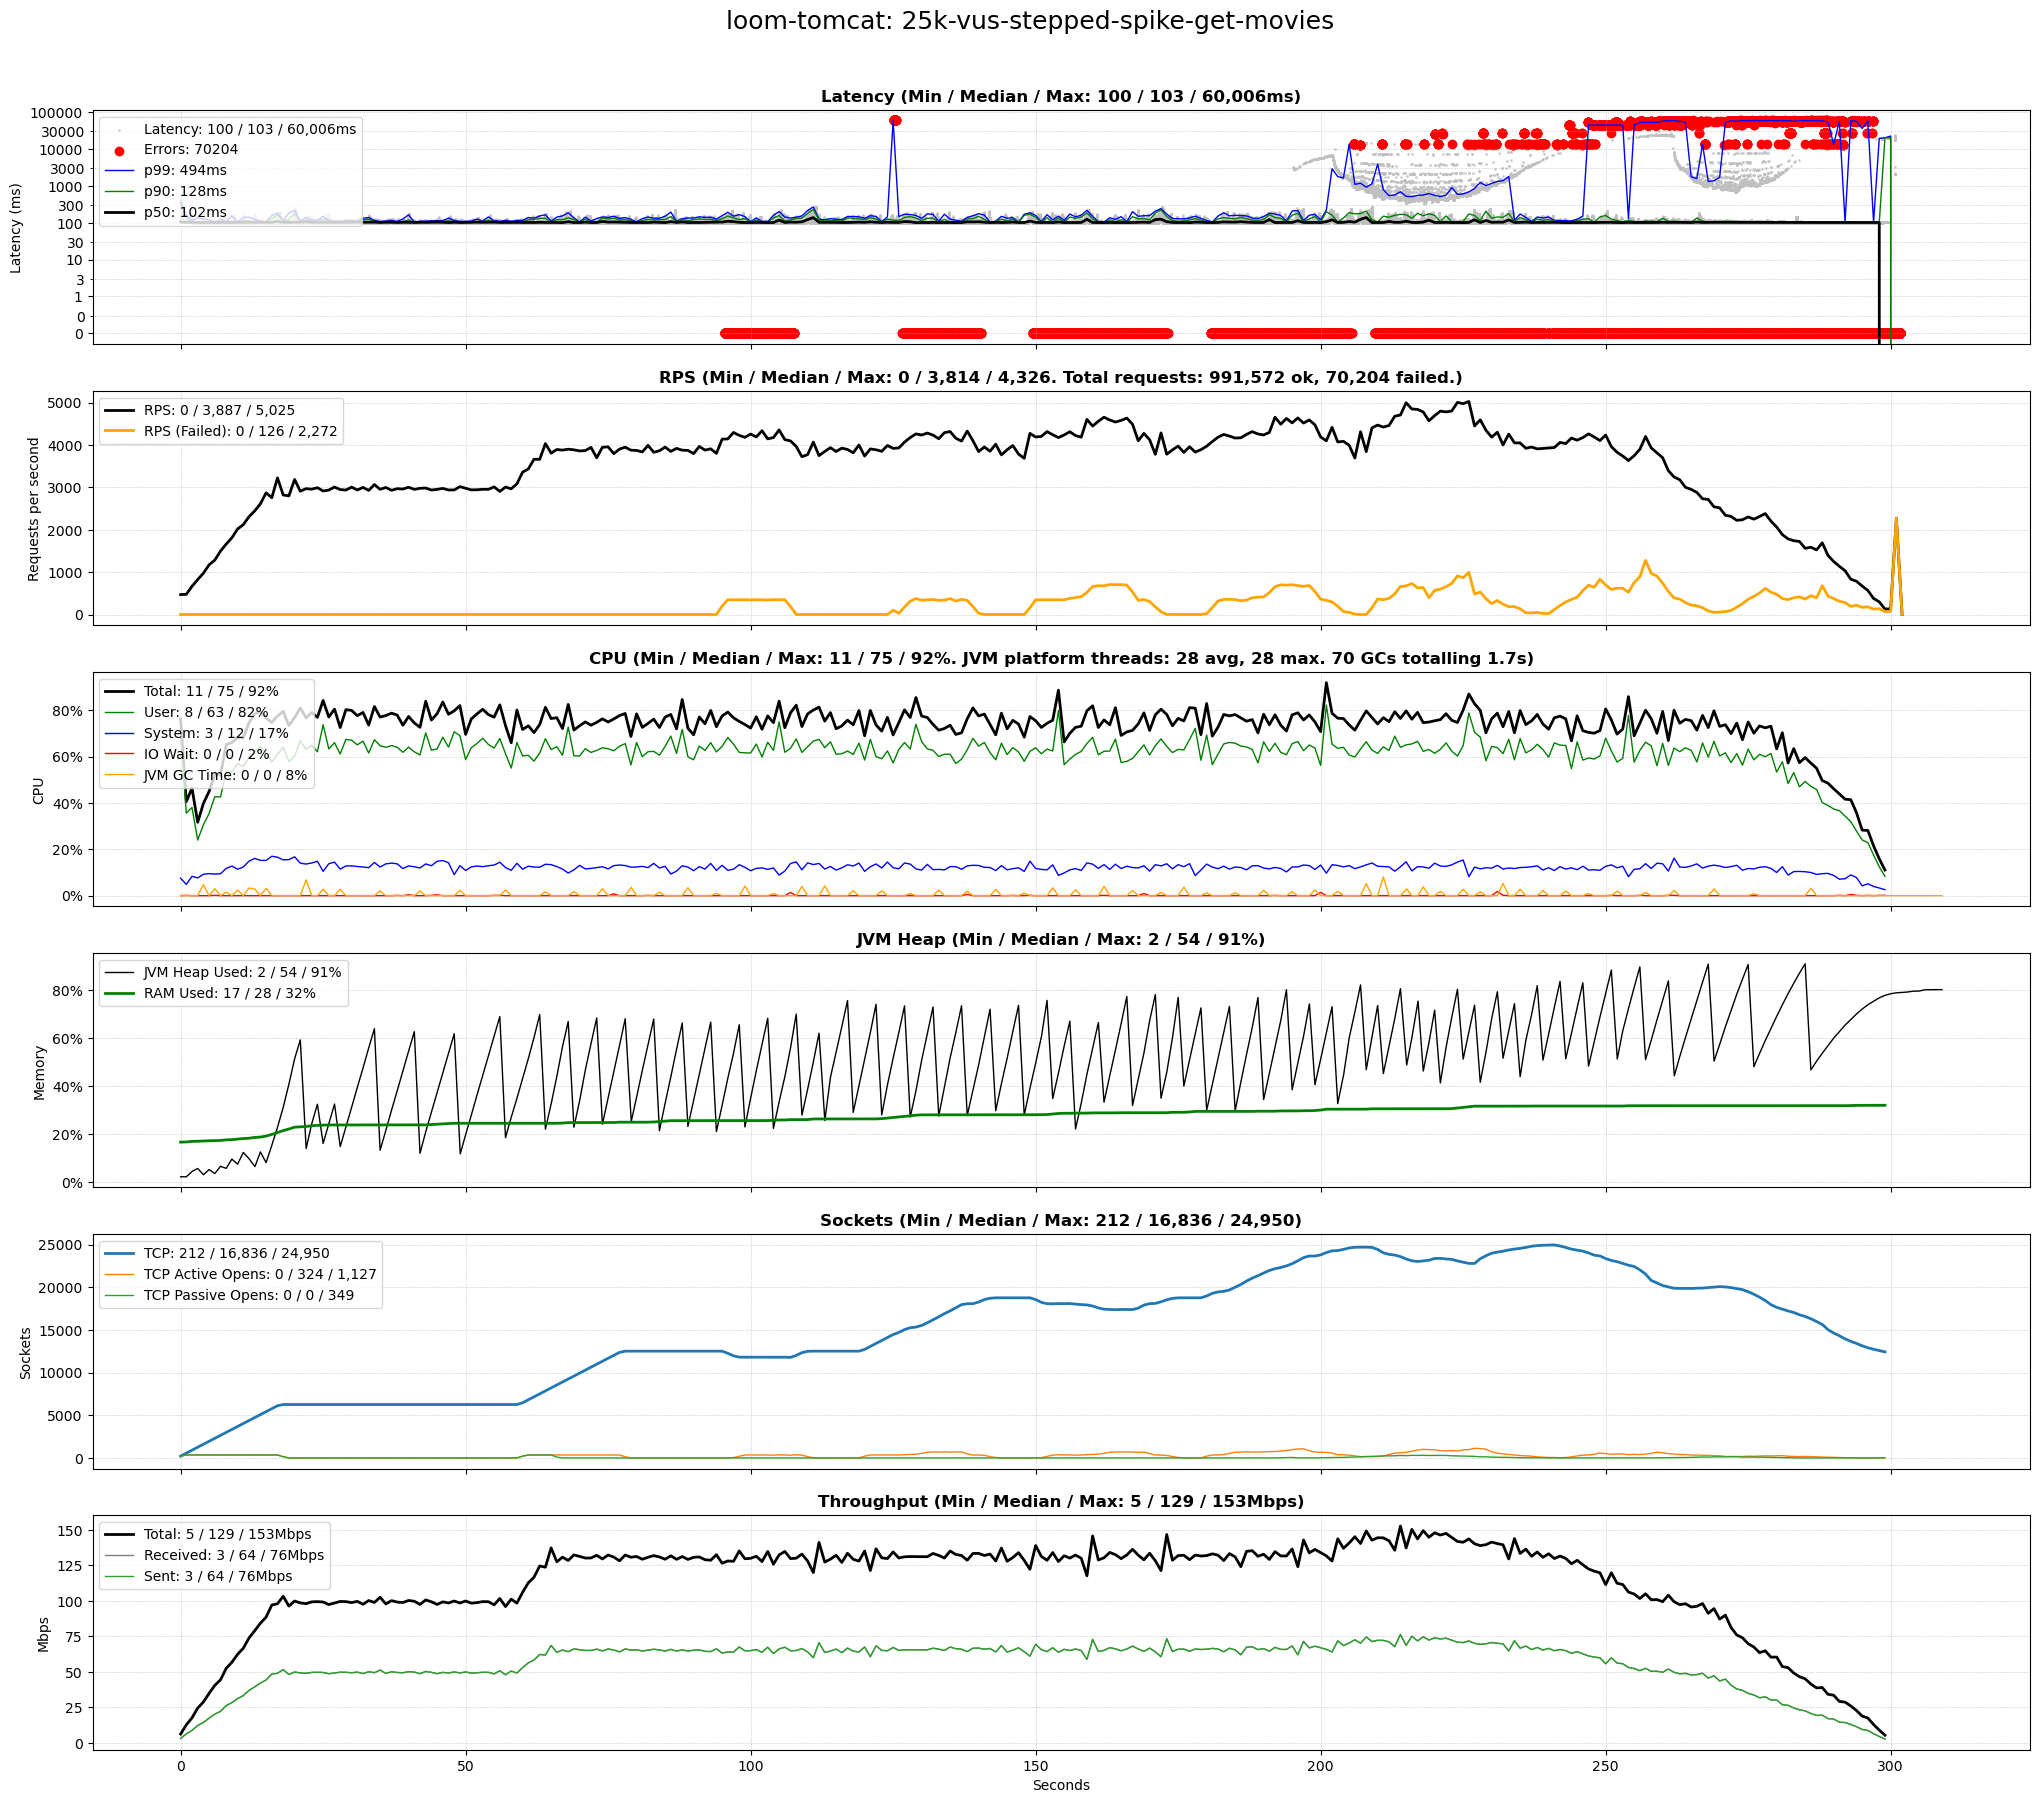 loom-tomcat: 25k-vus-stepped-spike-get-movies
Latency (Min / Median / Max: 100 / 103 / 60,006ms)
Latency (ms)
100000
30000
10000
3000
1000
300
100
30
10
3
1
0
0
Latency: 100 / 103 / 60,006ms
Errors: 70204
p99: 494ms
p90: 128ms
p50: 102ms
RPS (Min / Median / Max: 0 / 3,814 / 4,326. Total requests: 991,572 ok, 70,204 failed.)
Requests per second
5000
4000
3000
2000
1000
0
RPS: 0 / 3,887 / 5,025
RPS (Failed): 0 / 126 / 2,272
CPU (Min / Median / Max: 11 / 75 / 92%. JVM platform threads: 28 avg, 28 max. 70 GCs totalling 1.7s)
CPU
80%
60%
40%
20%
0%
Total: 11 / 75 / 92%
User: 8 / 63 / 82%
System: 3 / 12 / 17%
IO Wait: 0 / 0 / 2%
JVM GC Time: 0 / 0 / 8%
JVM Heap (Min / Median / Max: 2 / 54 / 91%)
Memory
80%
60%
40%
20%
0%
JVM Heap Used: 2 / 54 / 91%
RAM Used: 17 / 28 / 32%
Sockets (Min / Median / Max: 212 / 16,836 / 24,950)
Sockets
25000
20000
15000
10000
5000
0
TCP: 212 / 16,836 / 24,950
TCP Active Opens: 0 / 324 / 1,127
TCP Passive Opens: 0 / 0 / 349
Throughput (Min / Median / Max: 5 / 129 / 153Mbps)
Mbps
150
125
100
75
50
25
0
Total: 5 / 129 / 153Mbps
Received: 3 / 64 / 76Mbps
Sent: 3 / 64 / 76Mbps
0 50 100 150 200 250 300
Seconds